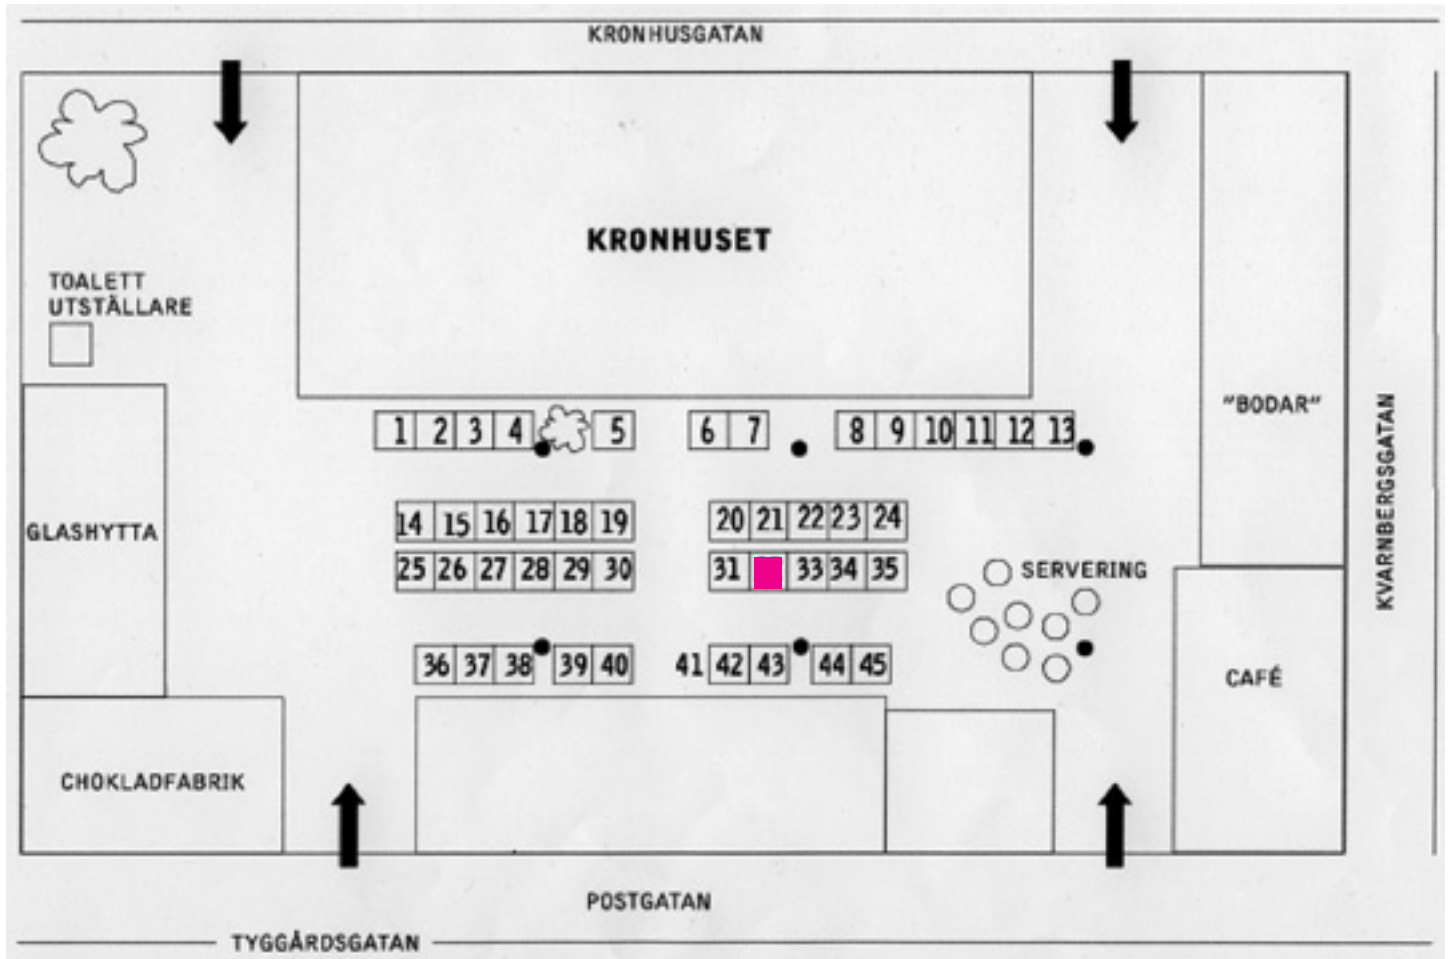 KRONHUSGATAN
KRONHUSET
TOALETT
UTSTÄLLARE
"BODAR"
KVARNBERGSGATAN
1 2 3 4 5 6 7 8 9 10 11 12 13
GLASHYTTA
14 15 16 17 18 19 20 21 22 23 24
25 26 27 28 29 30 31 33 34 35
SERVERING
36 37 38 39 40 41 42 43 44 45
CAFÉ
CHOKLADFABRIK
POSTGATAN
TYGGÅRDSGATAN